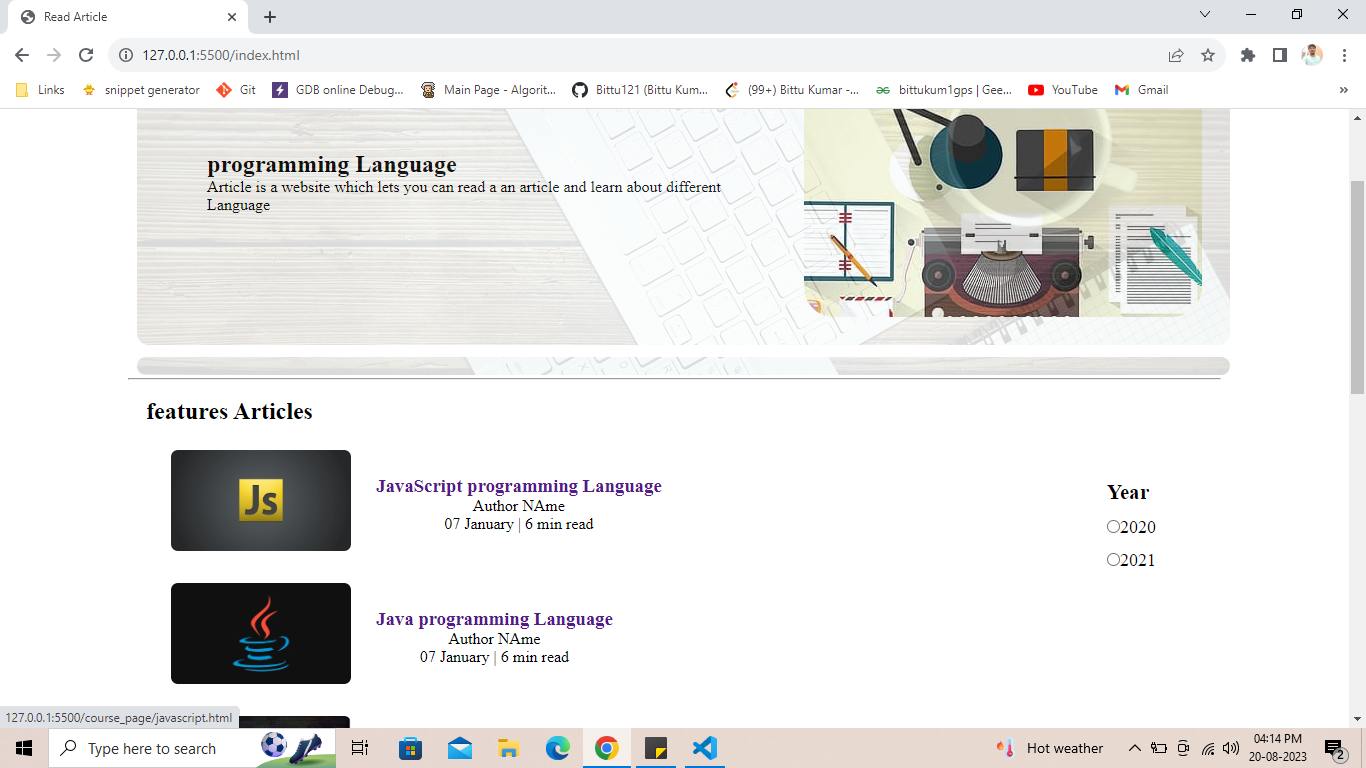 Read Article
127.0.0.1:5500/index.html
Links
snippet generator
Git
GDB online Debug...
Main Page - Algorit...
Bittu121 (Bittu Kum...
(99+) Bittu Kumar -...
bittukum1gps | Gee...
YouTube
Gmail
»
programming Language
Article is a website which lets you can read a an article and learn about different
Language
features Articles
Js
JavaScript programming Language
Author NAme
07 January | 6 min read
Year
2020
2021
Java programming Language
Author NAme
07 January | 6 min read
127.0.0.1:5500/course_page/javascript.html
Type here to search
Hot weather
04:14 PM
20-08-2023
2